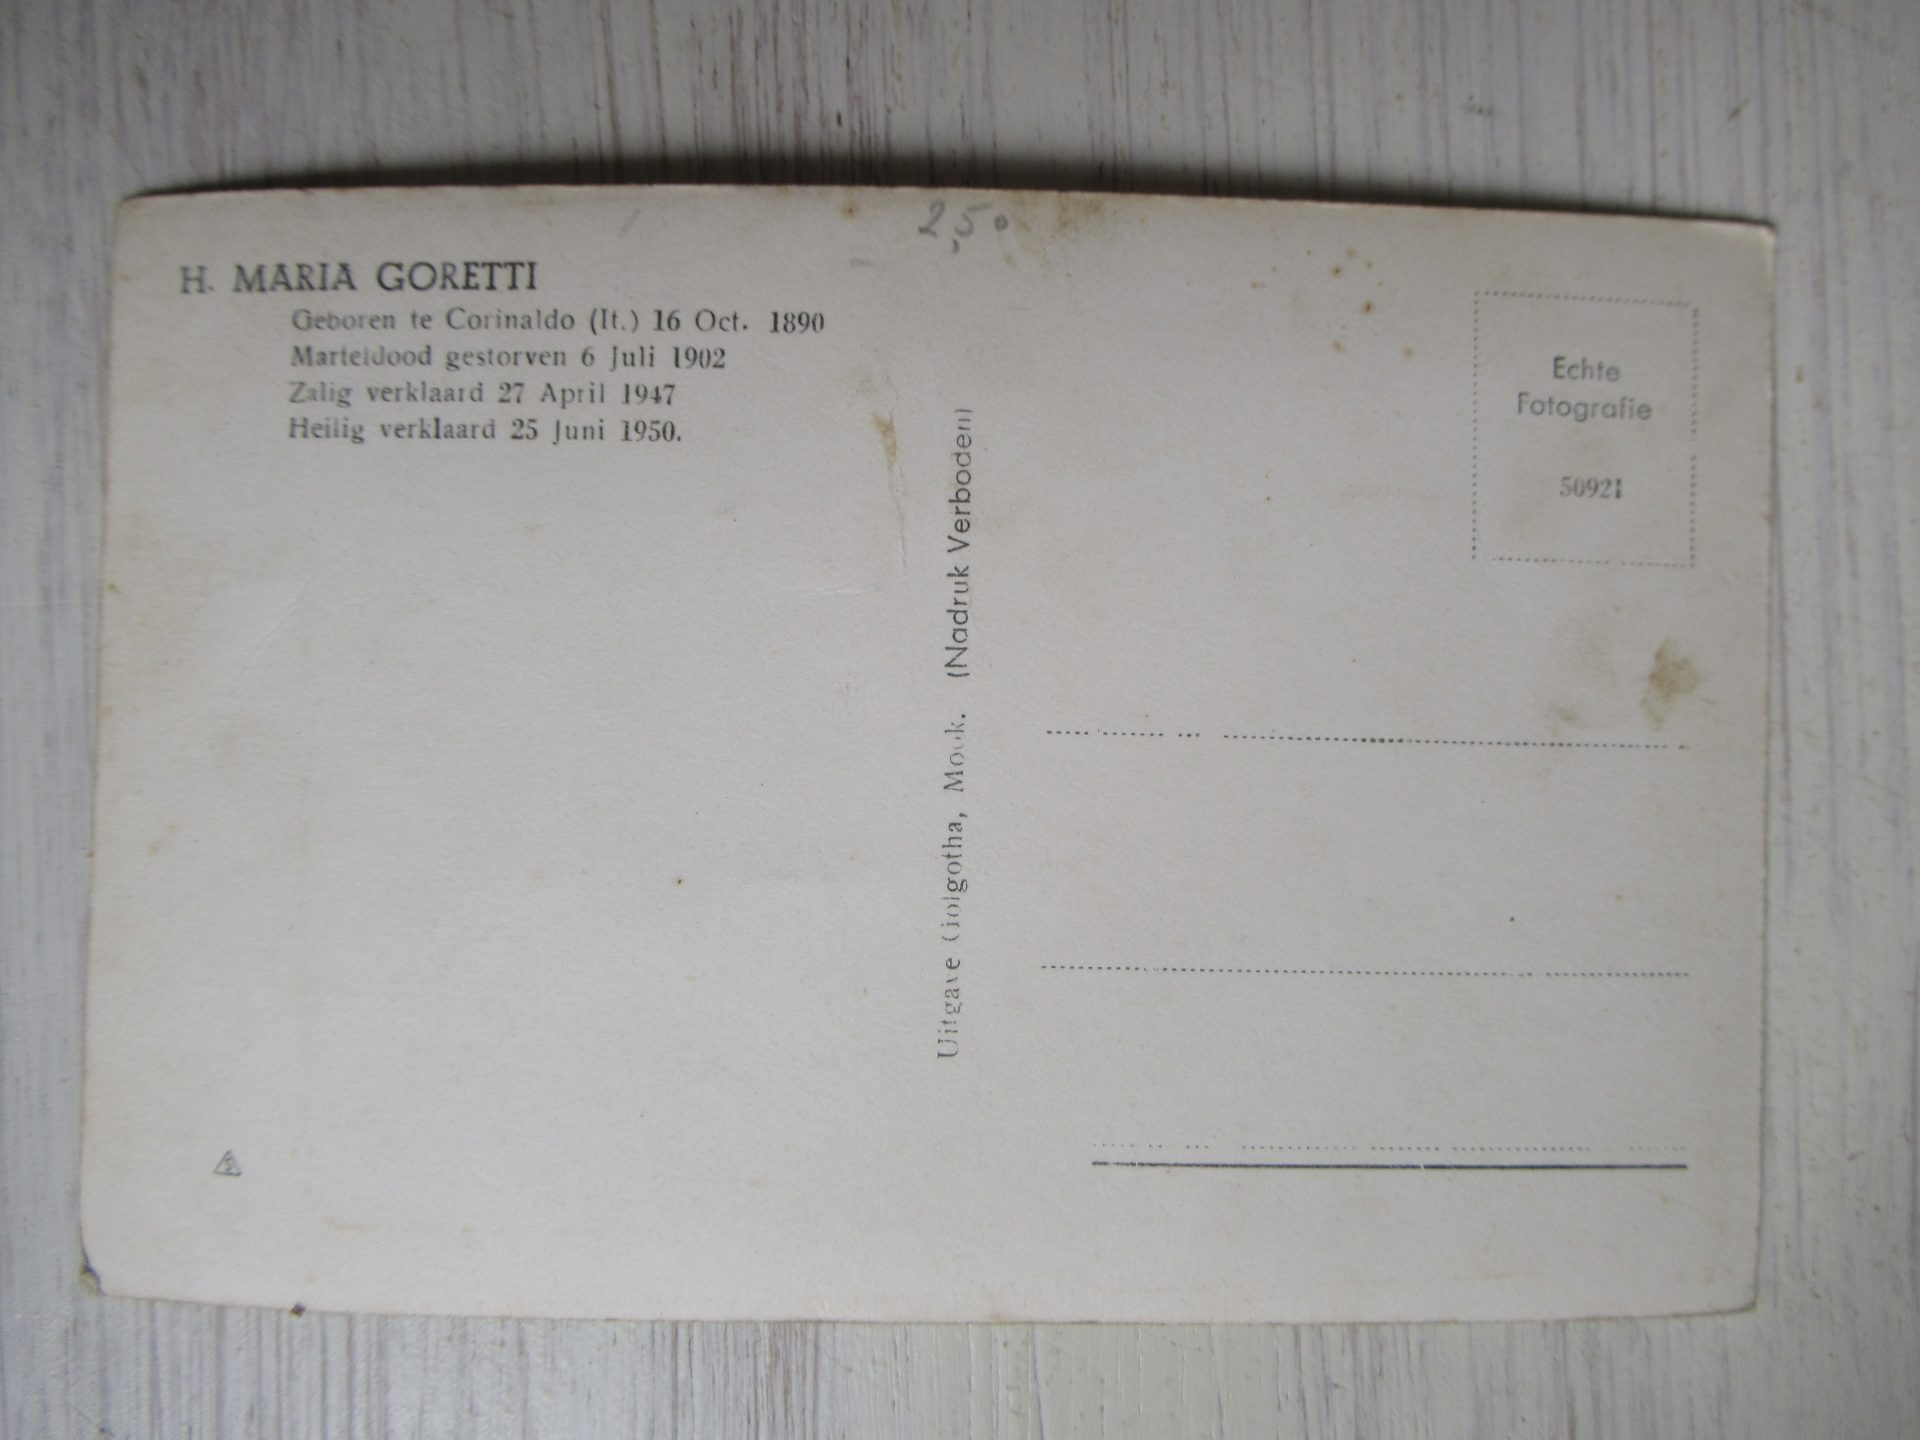 2,50
H. MARIA GORETTI
Geboren te Corinaldo (It.) 16 Oct. 1890
Marteldood gestorven 6 Juli 1902
Zalig verklaard 27 April 1947
Heilig verklaard 25 Juni 1950.
Uitgave Golgotha, Mook. (Nadruk Verboden)
Echte
Fotografie
50921
S